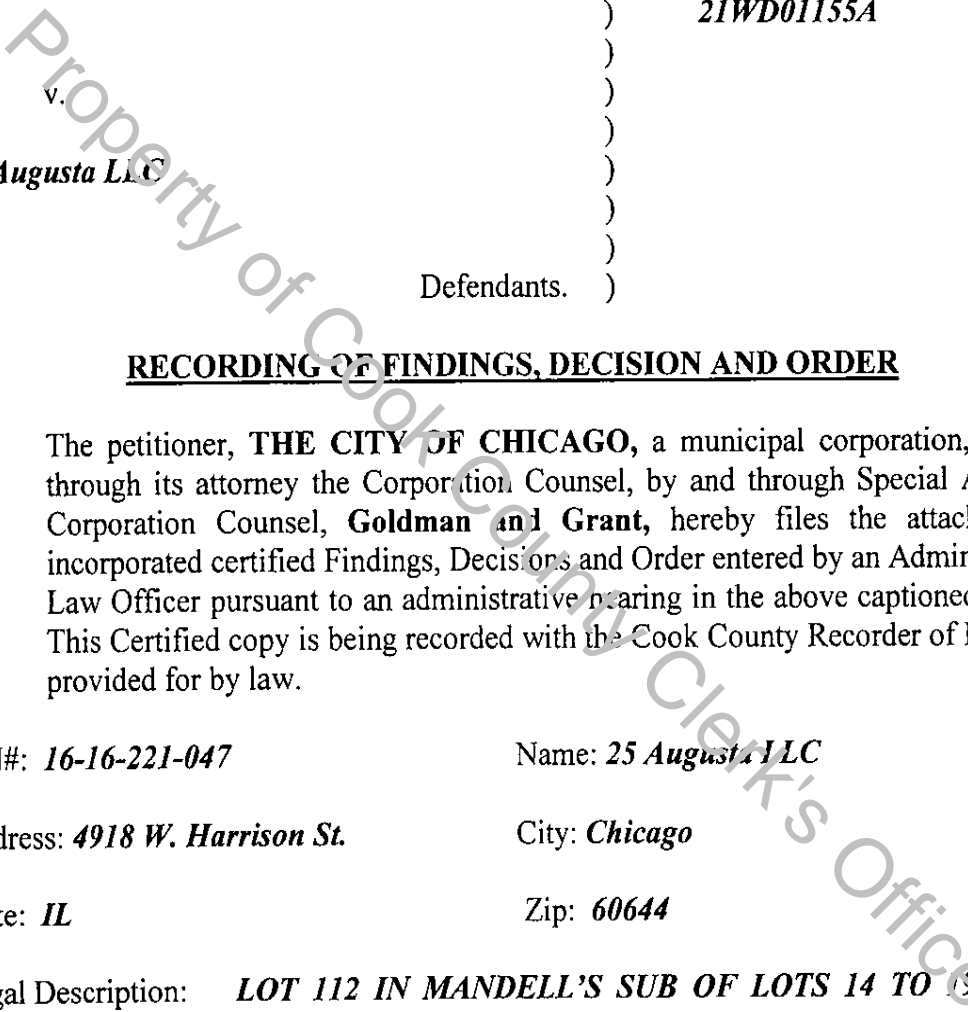 ) 21WD01155A
)
v. )
)
Augusta LLC )
)
)
Defendants. )
RECORDING OF FINDINGS, DECISION AND ORDER
The petitioner, THE CITY OF CHICAGO, a municipal corporation,
through its attorney the Corporation Counsel, by and through Special A
Corporation Counsel, Goldman and Grant, hereby files the attac
incorporated certified Findings, Decisions and Order entered by an Admin
Law Officer pursuant to an administrative hearing in the above captioned
This Certified copy is being recorded with the Cook County Recorder of
provided for by law.
#: 16-16-221-047 Name: 25 Augusta LLC
dress: 4918 W. Harrison St. City: Chicago
te: IL Zip: 60644
gal Description: LOT 112 IN MANDELL'S SUB OF LOTS 14 TO
Property of Cook County Clerk's Office